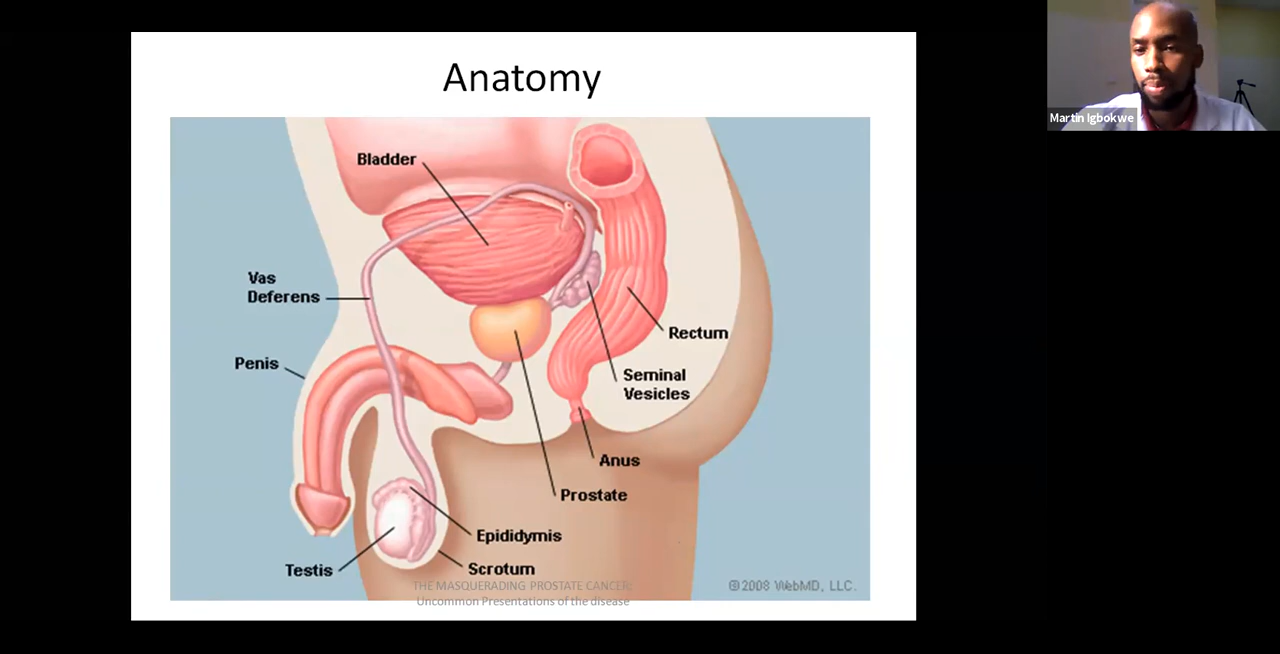 Anatomy
Bladder
Vas
Deferens
Penis
Rectum
Seminal
Vesicles
Anus
Prostate
Epididymis
Testis
Scrotum
THE MASQUERADING PROSTATE CANCER:
Uncommon Presentations of the disease
©2008 WebMD, LLC.
Martin Igbokwe